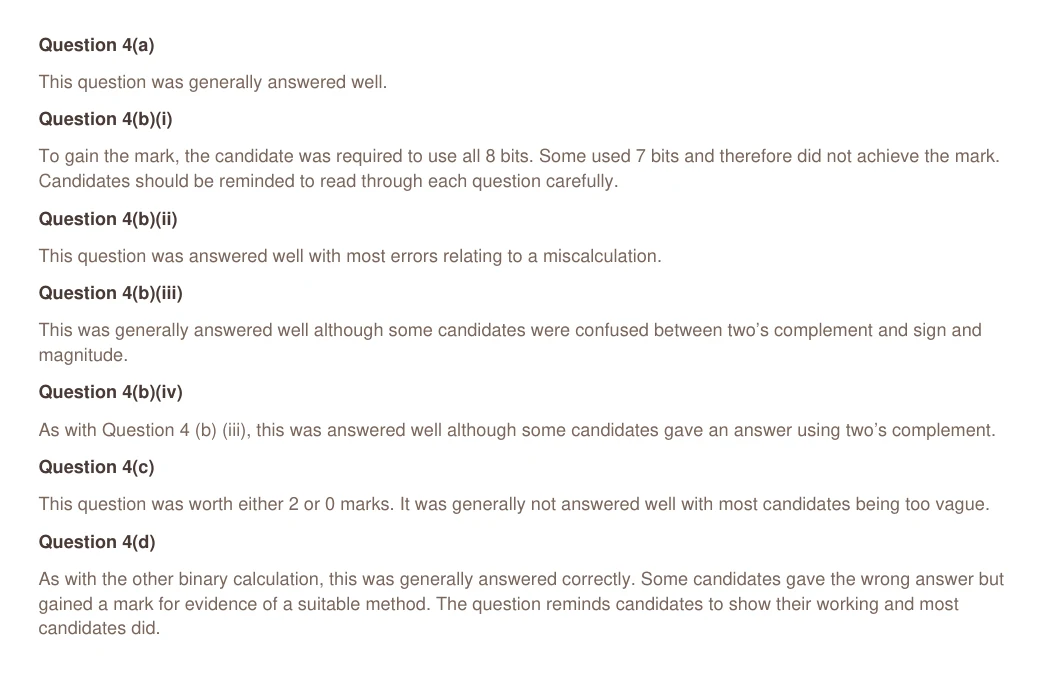 Question 4(a)
This question was generally answered well.
Question 4(b)(i)
To gain the mark, the candidate was required to use all 8 bits. Some used 7 bits and therefore did not achieve the mark.
Candidates should be reminded to read through each question carefully.
Question 4(b)(ii)
This question was answered well with most errors relating to a miscalculation.
Question 4(b)(iii)
This was generally answered well although some candidates were confused between two’s complement and sign and
magnitude.
Question 4(b)(iv)
As with Question 4 (b) (iii), this was answered well although some candidates gave an answer using two’s complement.
Question 4(c)
This question was worth either 2 or 0 marks. It was generally not answered well with most candidates being too vague.
Question 4(d)
As with the other binary calculation, this was generally answered correctly. Some candidates gave the wrong answer but
gained a mark for evidence of a suitable method. The question reminds candidates to show their working and most
candidates did.